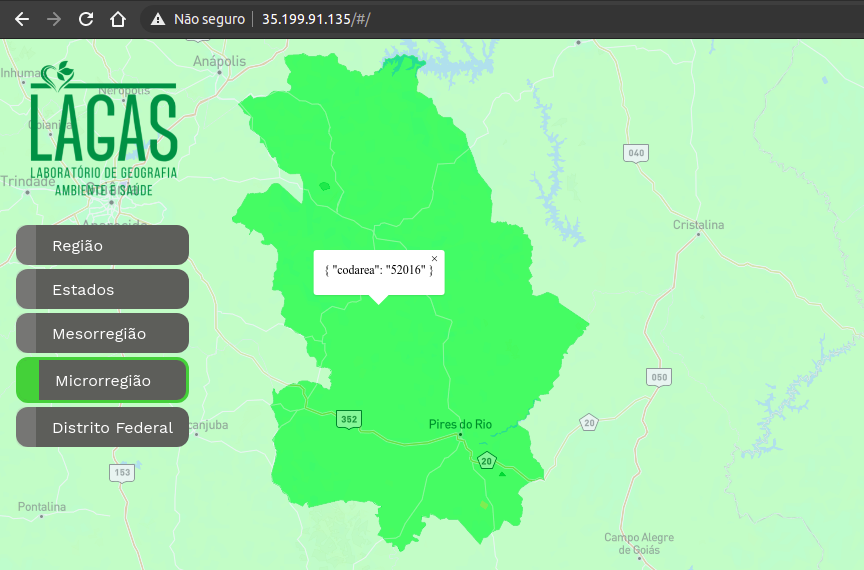 Não seguro
35.199.91.135/#/
Anápolis
Inhum
Nerópolis
LAGAS
LABORATÓRIO DE GEOGRAFIA
AMBIENTE E SAÚDE
Goianira
Trindade
040
Cristalina
Região
×
{ "codarea": "52016" }
Estados
Mesorregião
Microrregião
050
352
Pires do Rio
20
Distrito Federal
canjuba
20
153
Pontalina
Campo Alegre
de Goiás